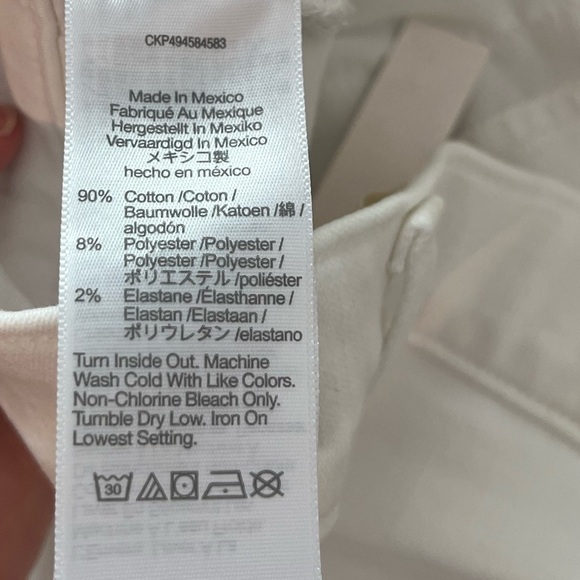 CKP494584583
Made In Mexico
Fabriqué Au Mexique
Hergestellt In Mexiko
Vervaardigd In Mexico
メキシコ製
hecho en méxico
90% Cotton /Coton /
Baumwolle /Katoen /綿 /
algodón
8% Polyester /Polyester /
Polyester /Polyester /
ポリエステル /poliéster
2% Elastane /Élasthanne /
Elastan /Elastaan /
ポリウレタン /elastano
Turn Inside Out. Machine
Wash Cold With Like Colors.
Non-Chlorine Bleach Only.
Tumble Dry Low. Iron On
Lowest Setting.
30